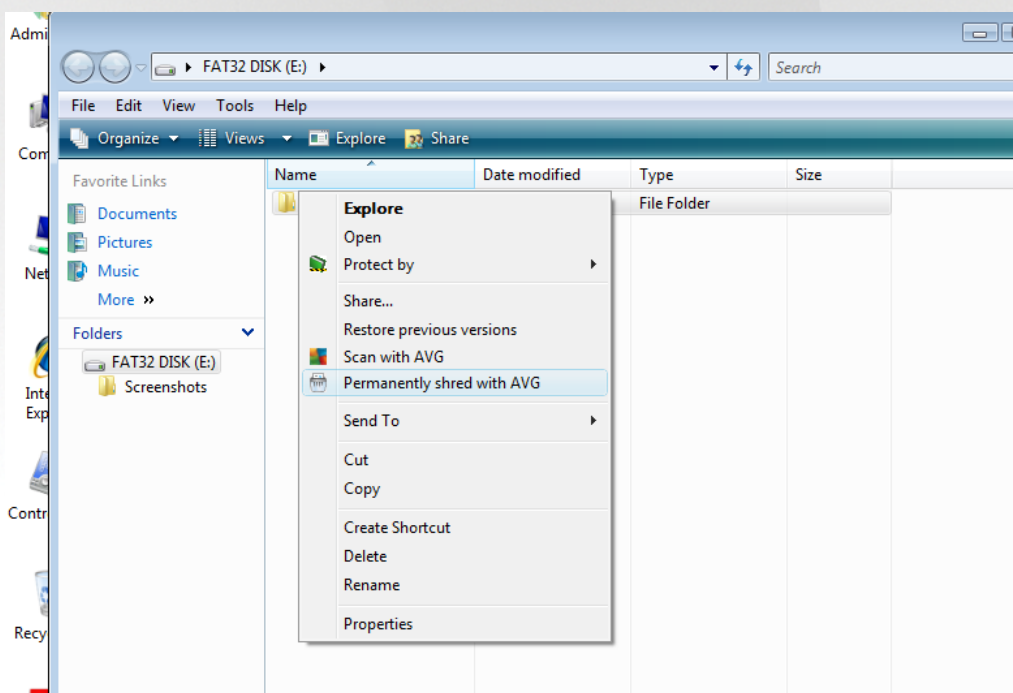 Admi
FAT32 DISK (E:)
Search
File Edit View Tools Help
Organize Views Explore Share
Com
Favorite Links
Name Date modified Type Size
Documents
File Folder
Pictures
Net
Music
More »
Folders
FAT32 DISK (E:)
Screenshots
Inte
Exp
Contr
Recy
Explore
Open
Protect by
Share...
Restore previous versions
Scan with AVG
Permanently shred with AVG
Send To
Cut
Copy
Create Shortcut
Delete
Rename
Properties